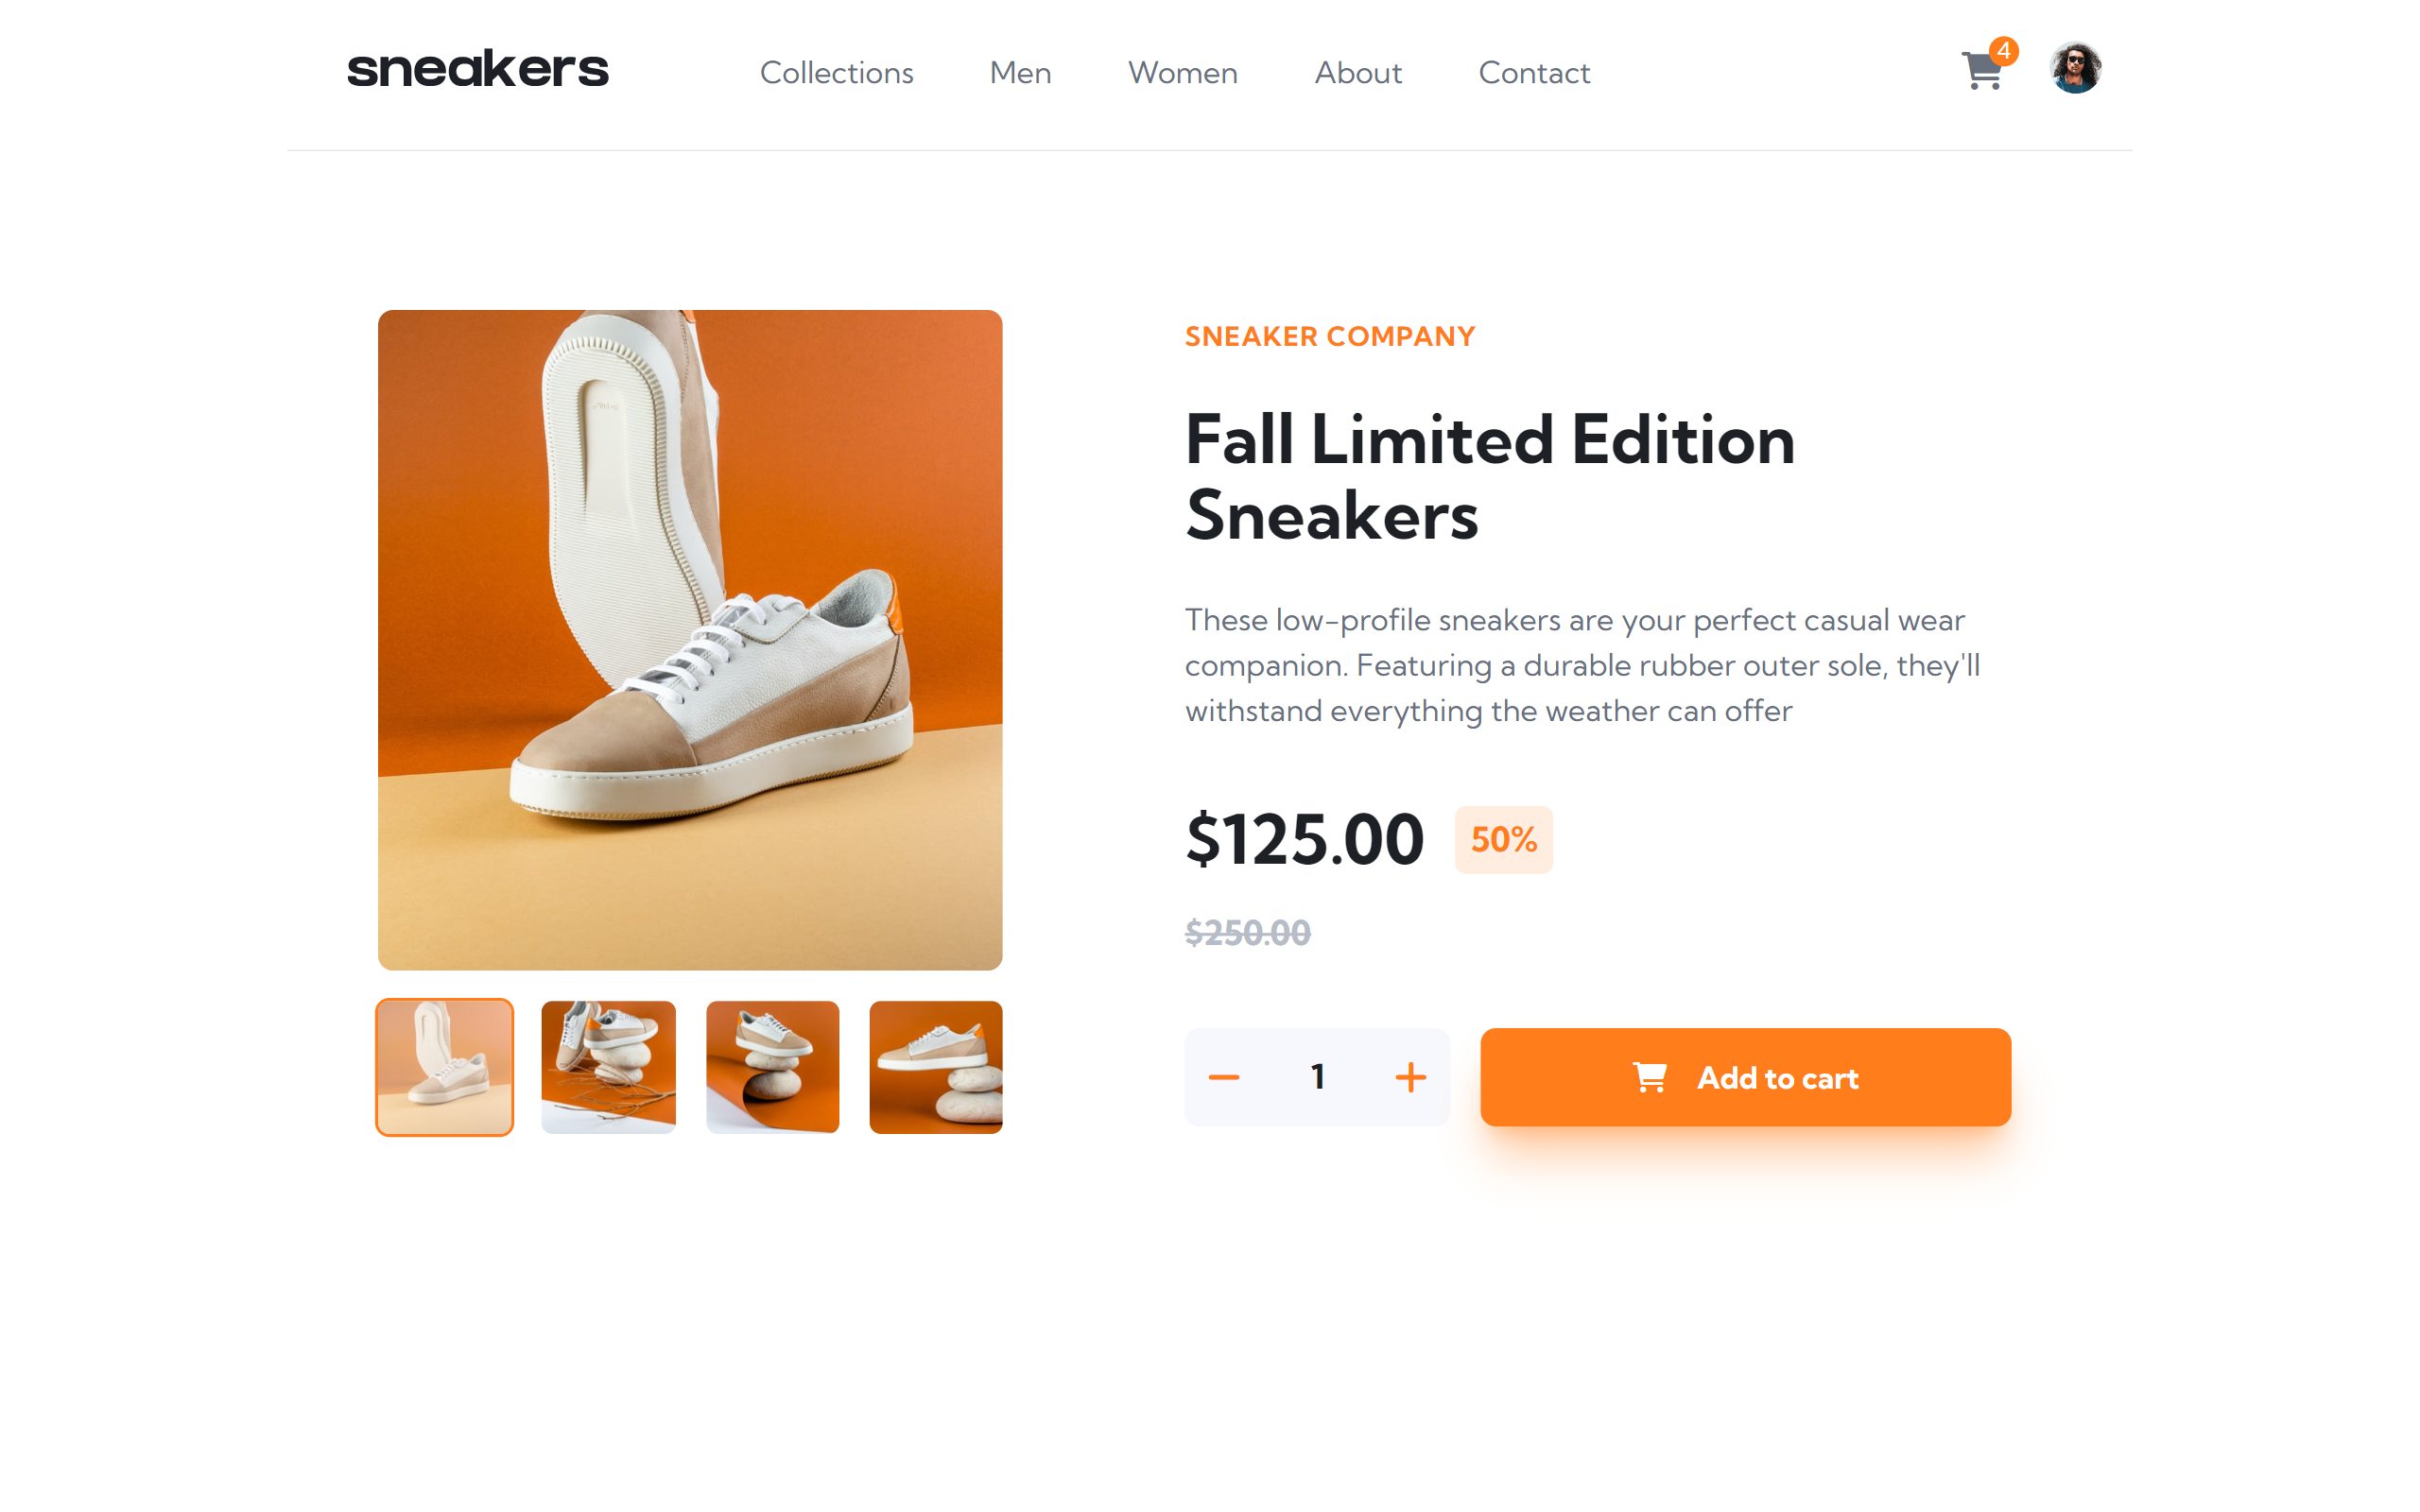 sneakers
Collections Men Women About Contact
4
SNEAKER COMPANY
Fall Limited Edition
Sneakers
These low-profile sneakers are your perfect casual wear
companion. Featuring a durable rubber outer sole, they'll
withstand everything the weather can offer
$125.00 50%
$250.00
1
Add to cart